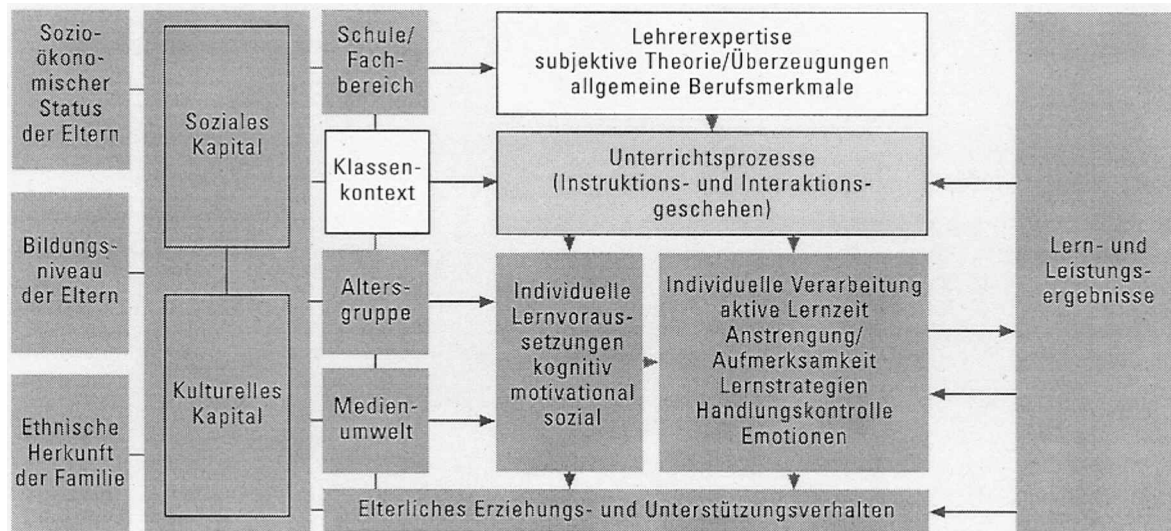 Sozio-
ökono-
mischer
Status
der Eltern
Bildungs-
niveau
der Eltern
Ethnische
Herkunft
der Familie
Soziales
Kapital
Kulturelles
Kapital
Schule/
Fach-
bereich
Klassen-
kontext
Alters-
gruppe
Medien-
umwelt
Lehrerexpertise
subjektive Theorie/Überzeugungen
allgemeine Berufsmerkmale
Unterrichtsprozesse
(Instruktions- und Interaktions-
geschehen)
Individuelle
Lernvoraus-
setzungen
kognitiv
motivational
sozial
Individuelle Verarbeitung
aktive Lernzeit
Anstrengung/
Aufmerksamkeit
Lernstrategien
Handlungskontrolle
Emotionen
Elterliches Erziehungs- und Unterstützungsverhalten
Lern- und
Leistungs-
ergebnisse